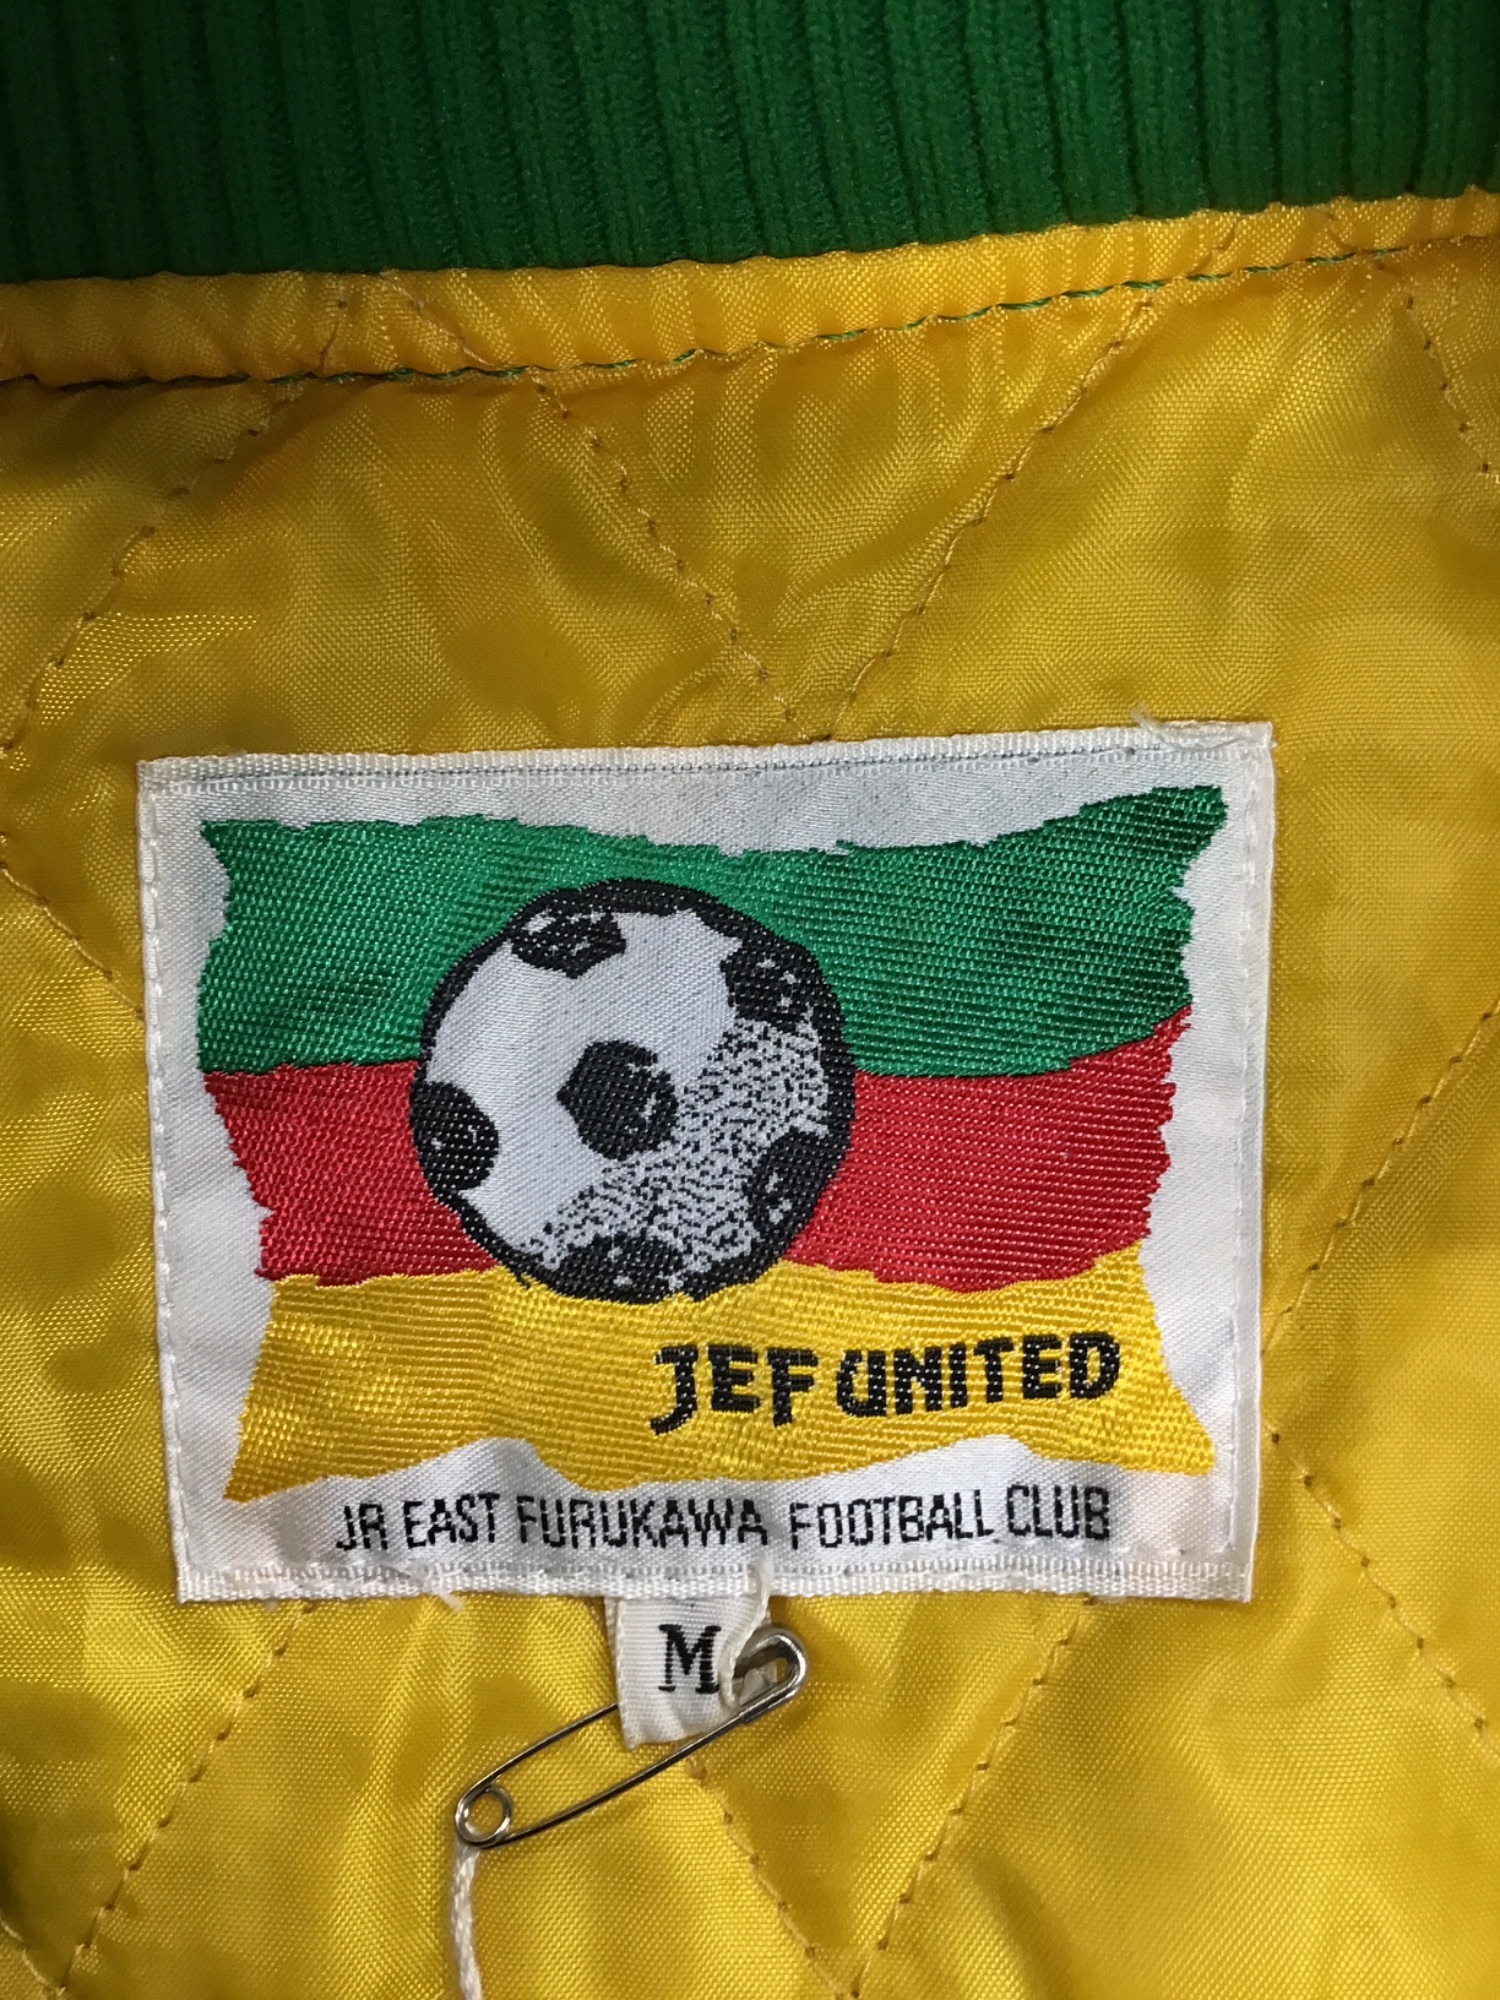 JEF UNITED
JR EAST FURUKAWA FOOTBALL CLUB
M